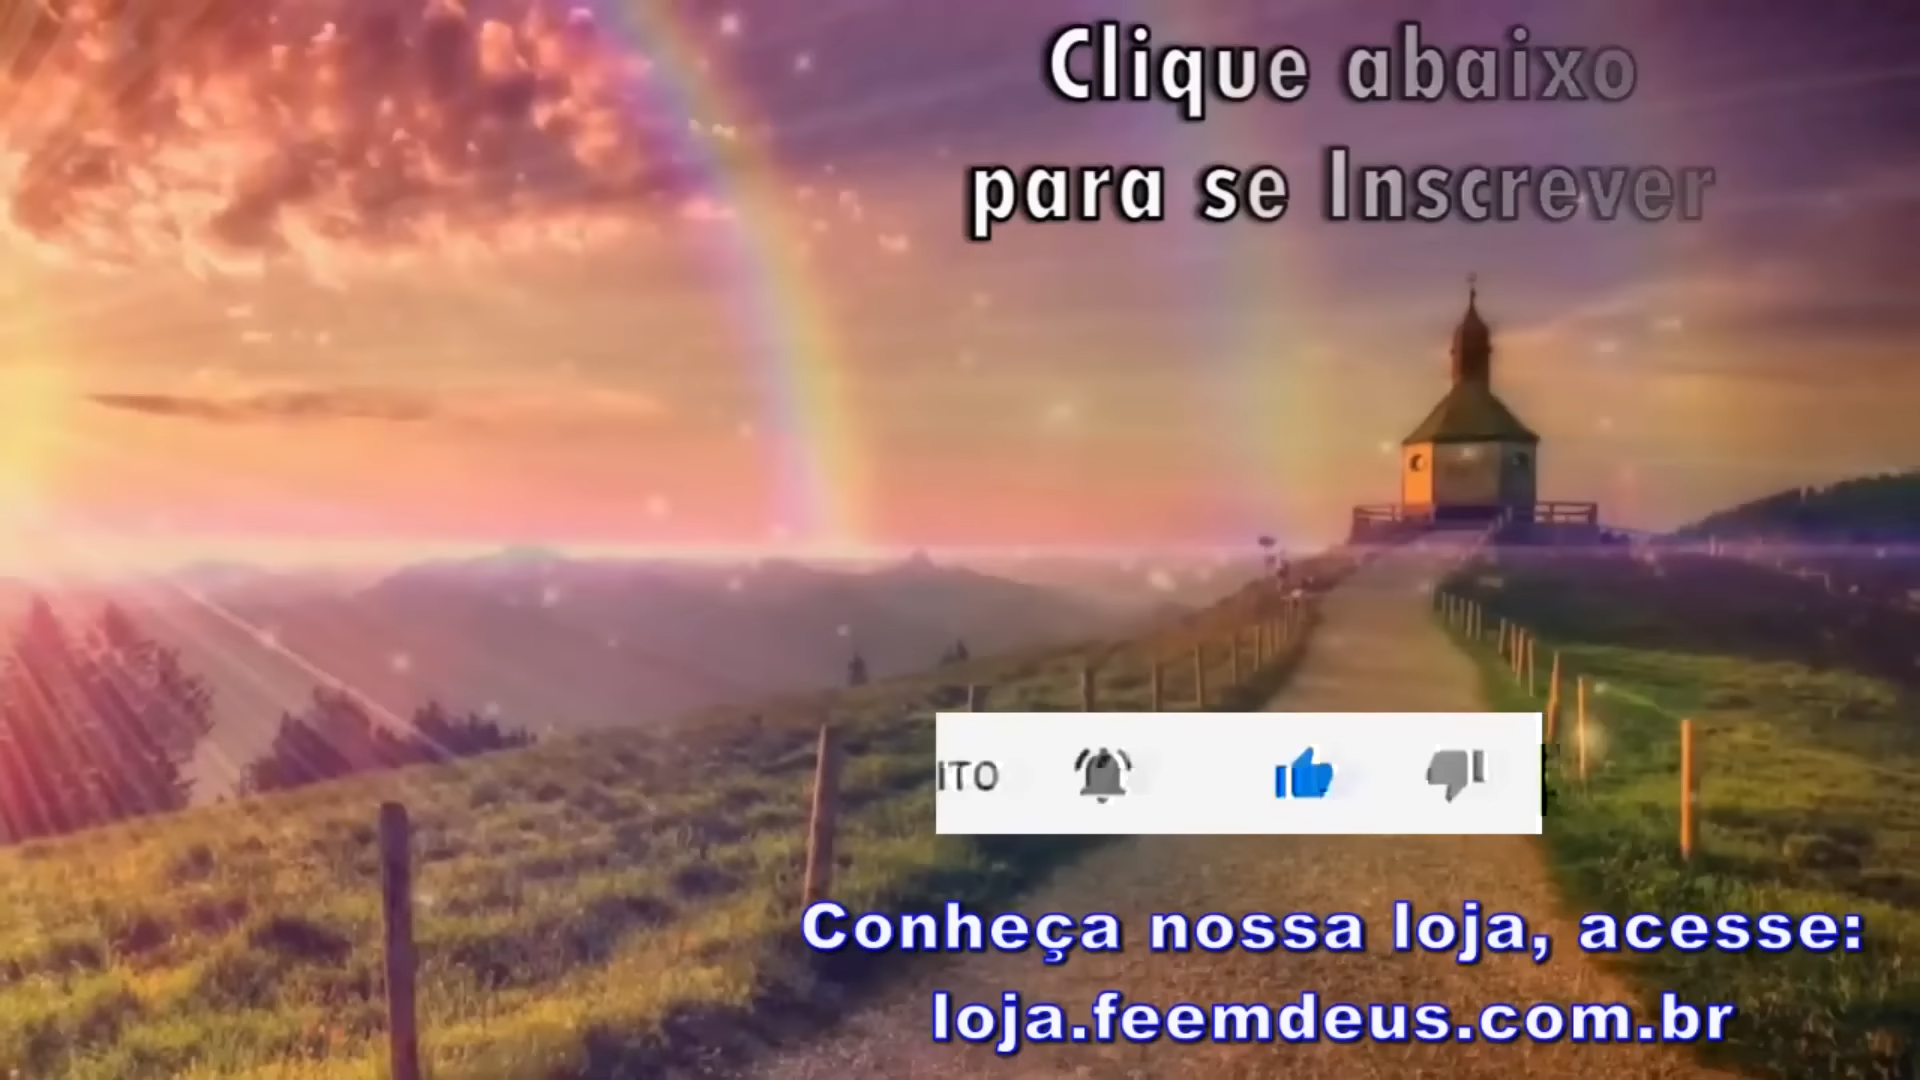 Clique abaixo
para se Inscrever
ITO
Conheça nossa loja, acesse:
loja.feemdeus.com.br